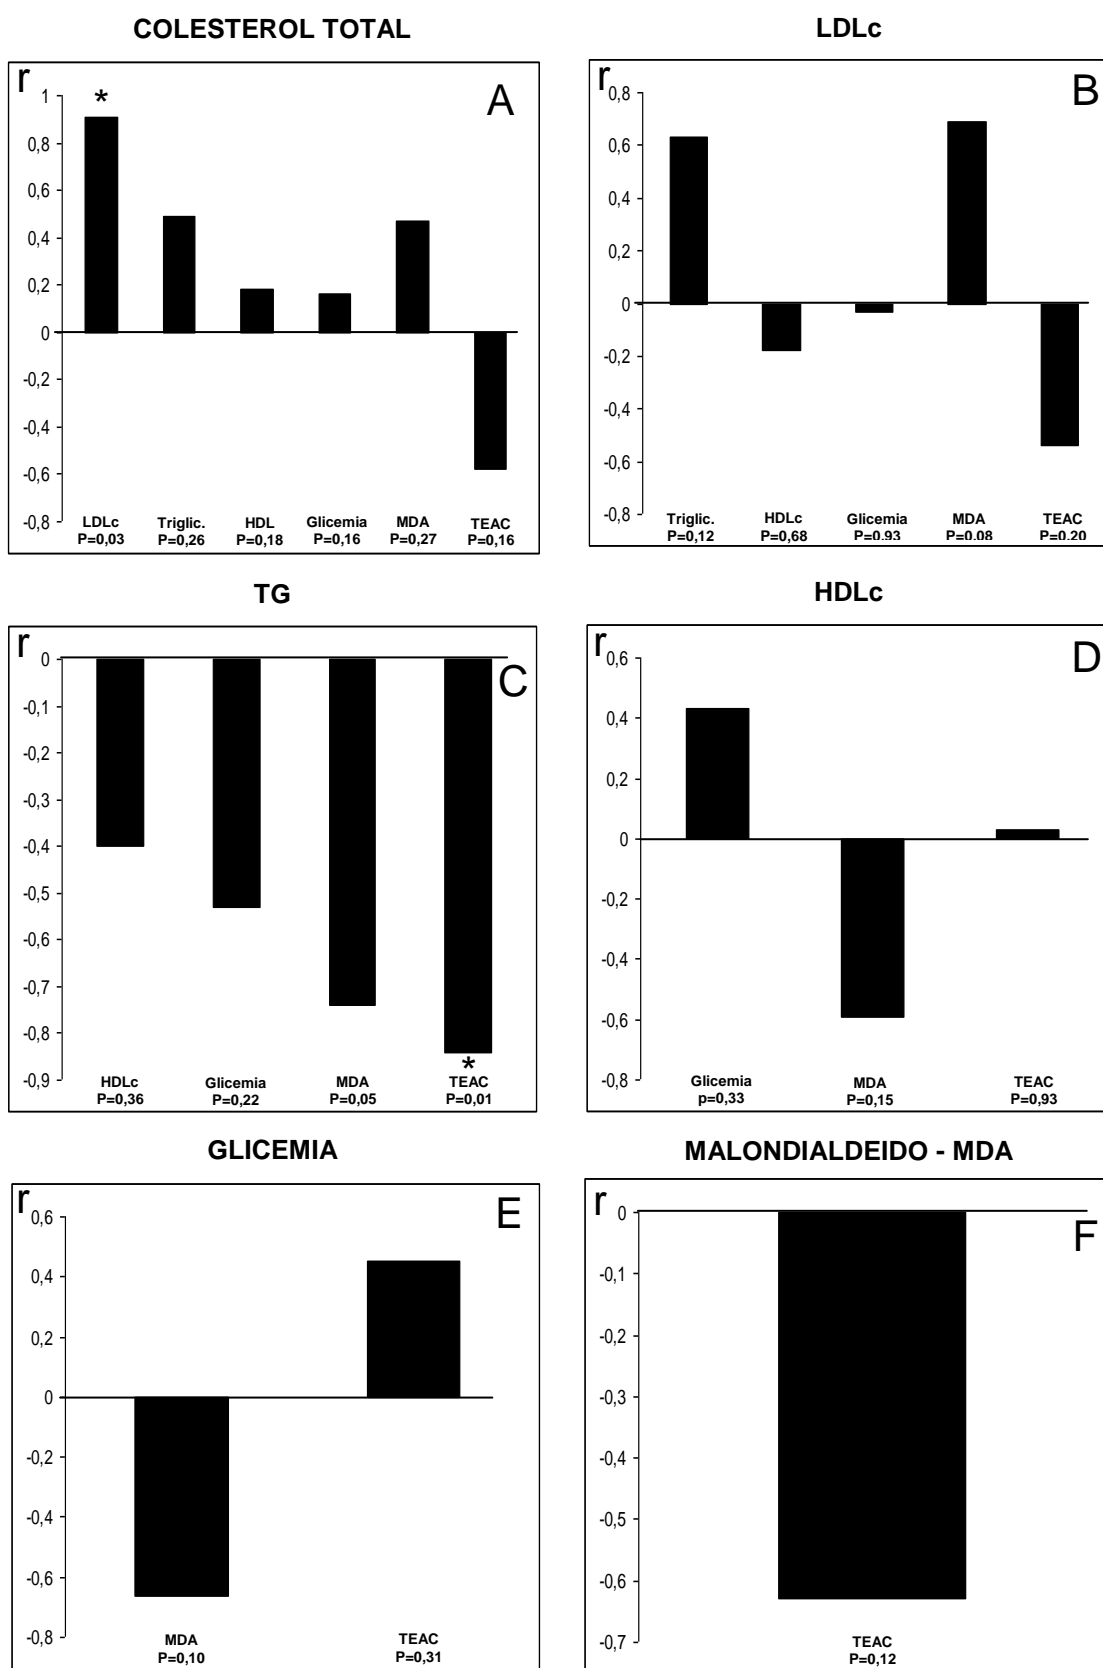 COLESTEROL TOTAL
r
A
*
1
0,8
0,6
0,4
0,2
0
-0,2
-0,4
-0,6
-0,8
LDLc Triglic. HDL Glicemia MDA TEAC
P=0,03 P=0,26 P=0,18 P=0,16 P=0,27 P=0,16
LDLc
r
B
0,8
0,6
0,4
0,2
0
-0,2
-0,4
-0,6
-0,8
Triglic. HDLc Glicemia MDA TEAC
P=0,12 P=0,68 P=0,93 P=0,08 P=0,20
TG
r
C
0
-0,1
-0,2
-0,3
-0,4
-0,5
-0,6
-0,7
-0,8
-0,9
*
HDLc Glicemia MDA TEAC
P=0,36 P=0,22 P=0,05 P=0,01
HDLc
r
D
0,6
0,4
0,2
0
-0,2
-0,4
-0,6
-0,8
Glicemia MDA TEAC
p=0,33 P=0,15 P=0,93
GLICEMIA
r
E
0,6
0,4
0,2
0
-0,2
-0,4
-0,6
-0,8
MDA TEAC
P=0,10 P=0,31
MALONDIALDEIDO - MDA
r
F
0
-0,1
-0,2
-0,3
-0,4
-0,5
-0,6
-0,7
TEAC
P=0,12